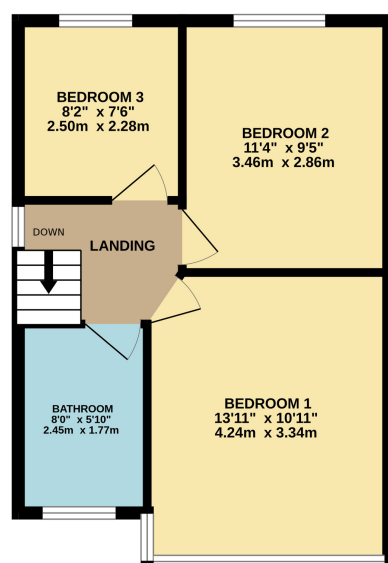 BEDROOM 3
8'2" x 7'6"
2.50m x 2.28m
BEDROOM 2
11'4" x 9'5"
3.46m x 2.86m
DOWN
LANDING
BEDROOM 1
13'11" x 10'11"
4.24m x 3.34m
BATHROOM
8'0" x 5'10"
2.45m x 1.77m